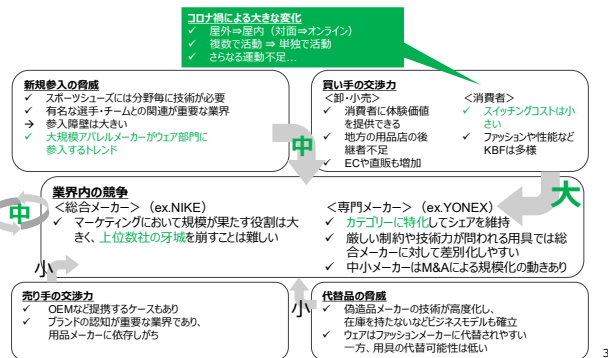 コロナ禍による大きな変化
✓ 屋外⇒屋内（対面⇒オンライン）
✓ 複数で活動 ⇒ 単独で活動
✓ さらなる運動不足…
新規参入の脅威
✓ スポーツシューズには分野毎に技術が必要
✓ 有名な選手・チームとの関連が重要な業界
→ 参入障壁は大きい
✓ 大規模アパレルメーカーがウェア部門に
参入するトレンド
中
買い手の交渉力
＜卸・小売＞
✓ 消費者に体験価値
を提供できる
✓ 地方の用品店の後
継者不足
✓ ECや直販も増加
＜消費者＞
✓ スイッチングコストは小
さい
✓ ファッションや性能など
KBFは多様
大
業界内の競争
＜総合メーカー＞（ex.NIKE）
✓ マーケティングにおいて規模が果たす役割は大
きく、上位数社の牙城を崩すことは難しい
＜専門メーカー＞（ex.YONEX）
✓ カテゴリーに特化してシェアを維持
✓ 厳しい制約や技術力が問われる用具では総
合メーカーに対して差別化しやすい
✓ 中小メーカーはM&Aによる規模化の動きあり
中
小
売り手の交渉力
✓ OEMなど提携するケースもあり
✓ ブランドの認知が重要な業界であり、
用品メーカーに依存しがち
小
代替品の脅威
✓ 偽造品メーカーの技術が高度化し、
在庫を持たないなどビジネスモデルも確立
✓ ウェアはファッションメーカーに代替されやすい
一方、用具の代替可能性は低い
3